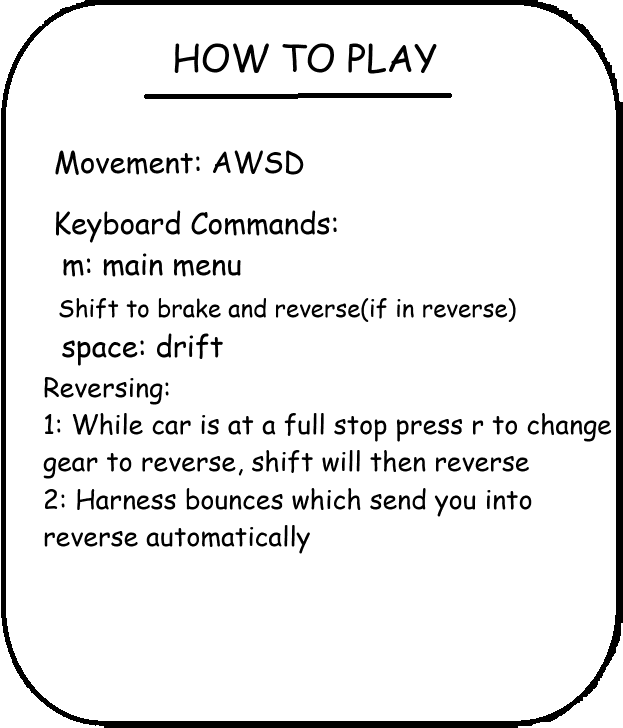 HOW TO PLAY
Movement: AWSD
Keyboard Commands:
m: main menu
Shift to brake and reverse(if in reverse)
space: drift
Reversing:
1: While car is at a full stop press r to change
gear to reverse, shift will then reverse
2: Harness bounces which send you into
reverse automatically